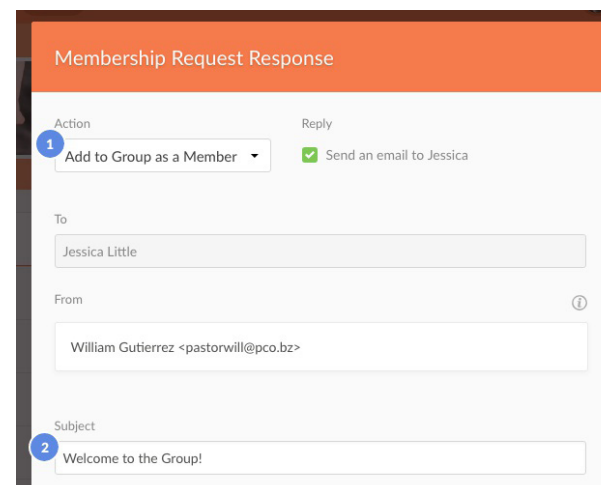 Membership Request Response
Action
Reply
1
Add to Group as a Member
Send an email to Jessica
To
Jessica Little
From
William Gutierrez <pastorwill@pco.bz>
Subject
2
Welcome to the Group!